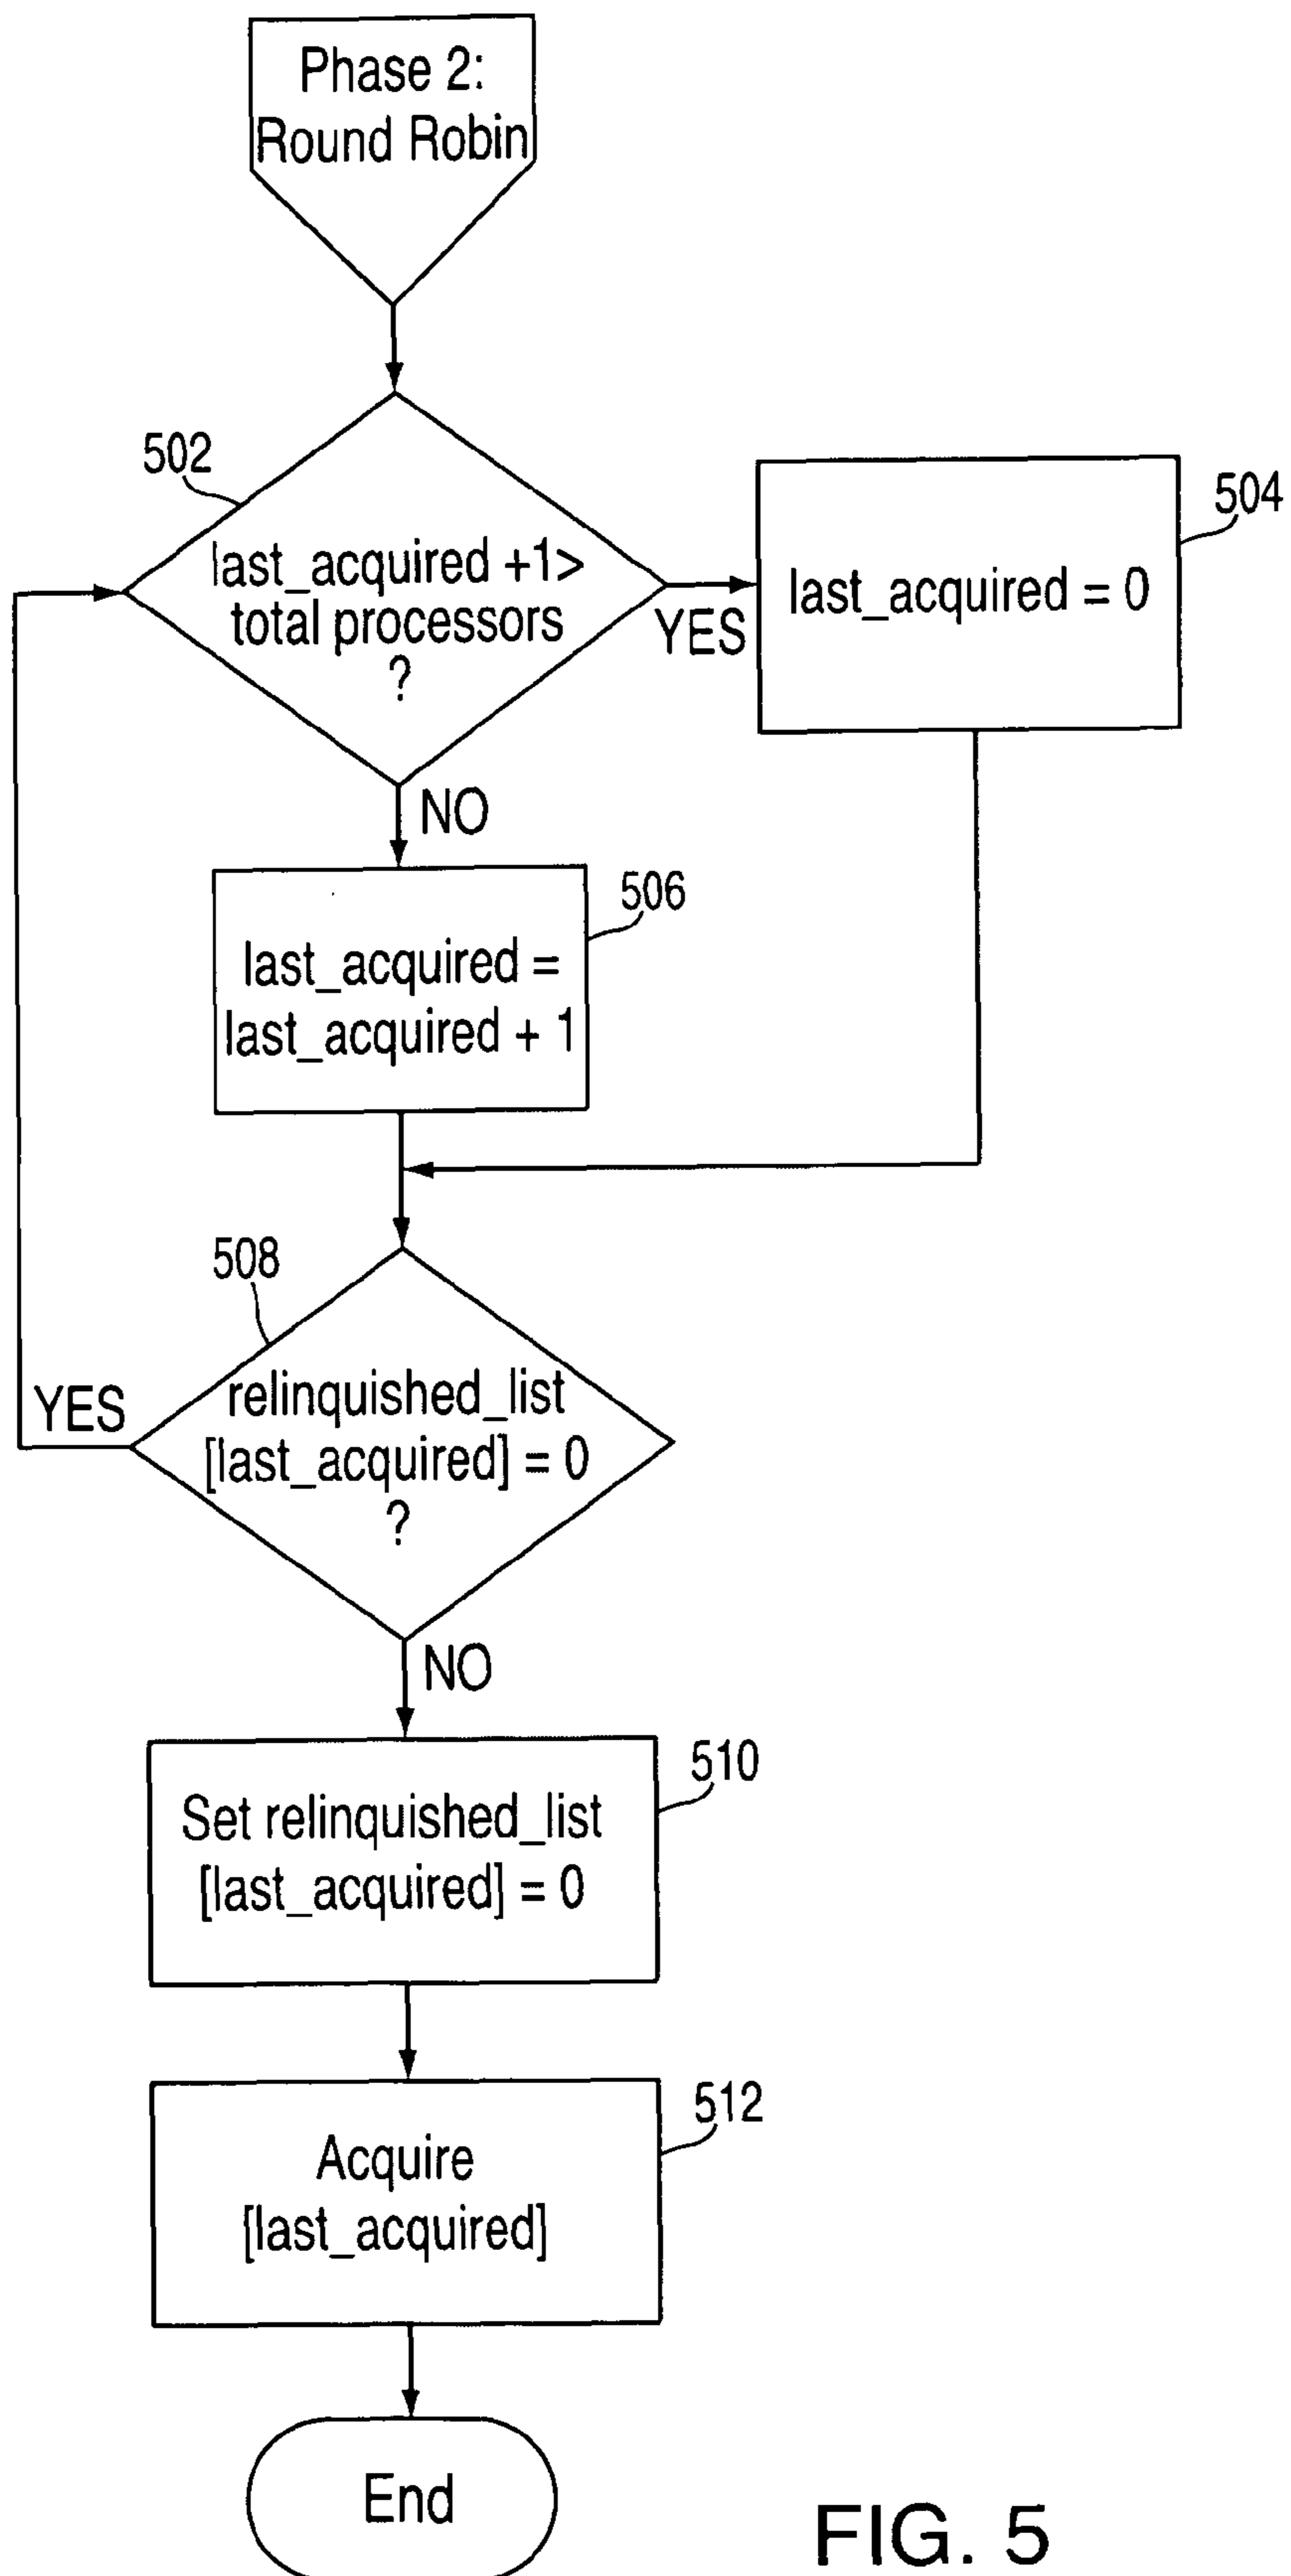 Phase 2:
Round Robin
502
last_acquired +1>
total processors
?
YES
504
last_acquired = 0
NO
506
last_acquired =
last_acquired + 1
508
relinquished_list
[last_acquired] = 0
?
YES
NO
510
Set relinquished_list
[last_acquired] = 0
512
Acquire
[last_acquired]
End
FIG. 5